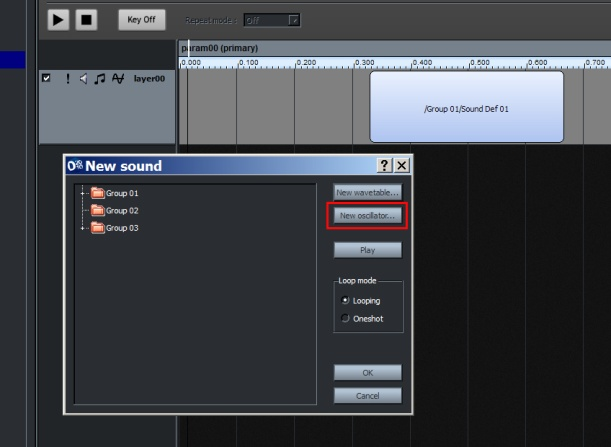 Key Off
Repeat mode : Off
param00 (primary)
0.000 0.100 0.200 0.300 0.400 0.500 0.600 0.700
layer00
/Group 01/Sound Def 01
New sound
Group 01
Group 02
Group 03
New wavetable...
New oscillator...
Play
Loop mode
Looping
Oneshot
OK
Cancel